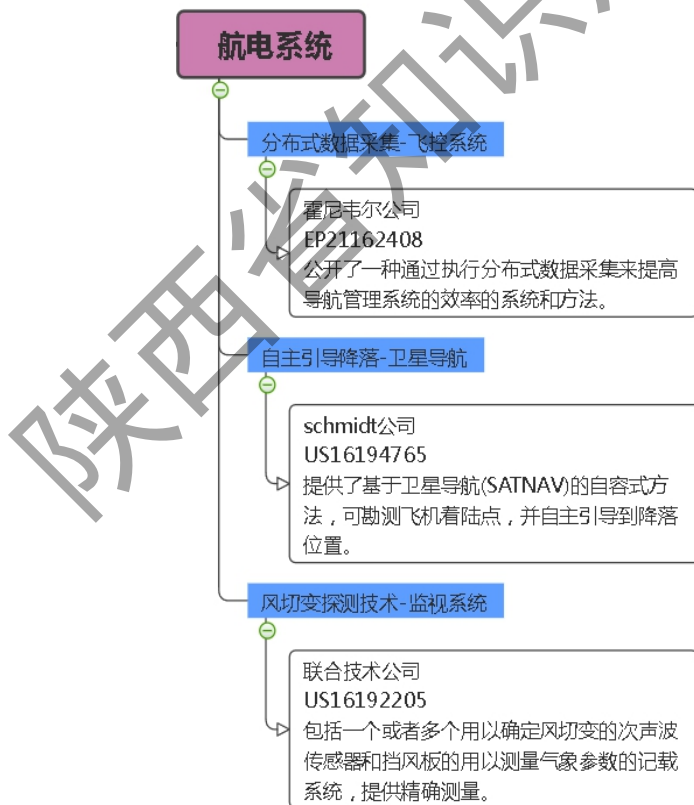 航电系统
分布式数据采集-飞控系统
霍尼韦尔公司
EP21162408
公开了一种通过执行分布式数据采集来提高
导航管理系统的效率的系统和方法。
自主引导降落-卫星导航
schmidt公司
US16194765
提供了基于卫星导航(SATNAV)的自容式方
法，可勘测飞机着陆点，并自主引导到降落
位置。
风切变探测技术-监视系统
联合技术公司
US16192205
包括一个或者多个用以确定风切变的次声波
传感器和挡风板的用以测量气象参数的记载
系统，提供精确测量。
陕西省知识